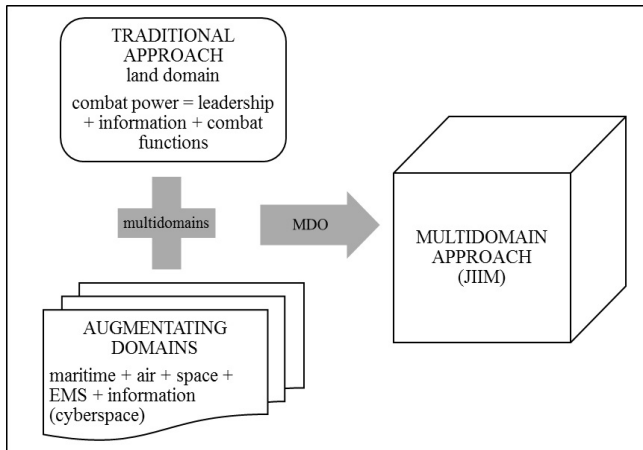 TRADITIONAL
APPROACH
land domain
combat power = leadership
+ information + combat
functions
multidomains
MDO
MULTIDOMAIN
APPROACH
(JIIM)
AUGMENTATING
DOMAINS
maritime + air + space +
EMS + information
(cyberspace)